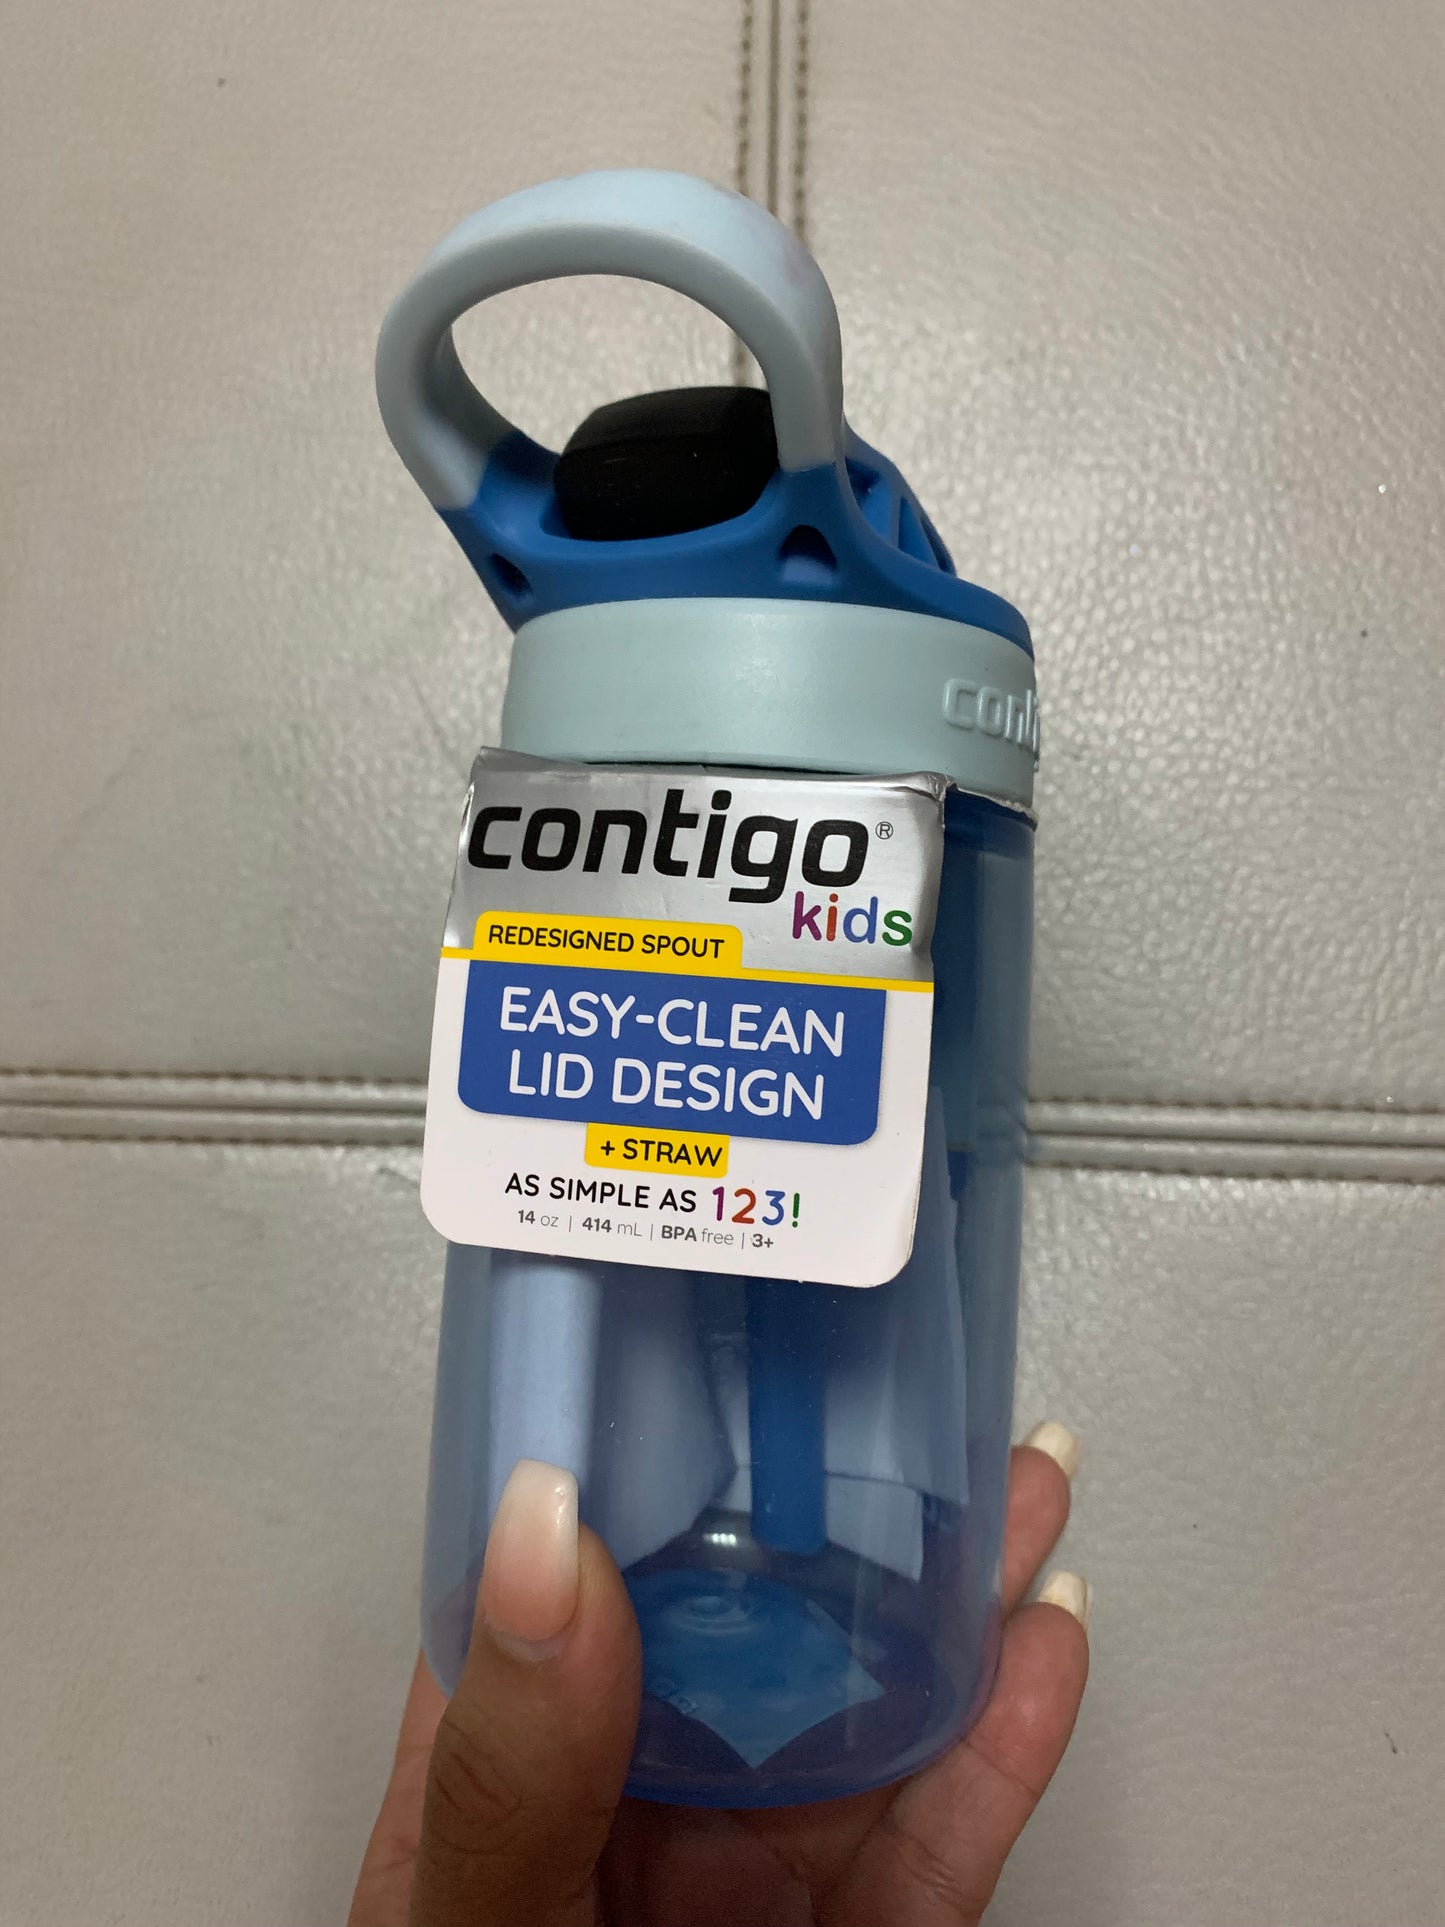 conti
contigo®
kids
REDESIGNED SPOUT
EASY-CLEAN
LID DESIGN
+ STRAW
AS SIMPLE AS 123!
14 oz | 414 mL | BPA free | 3+